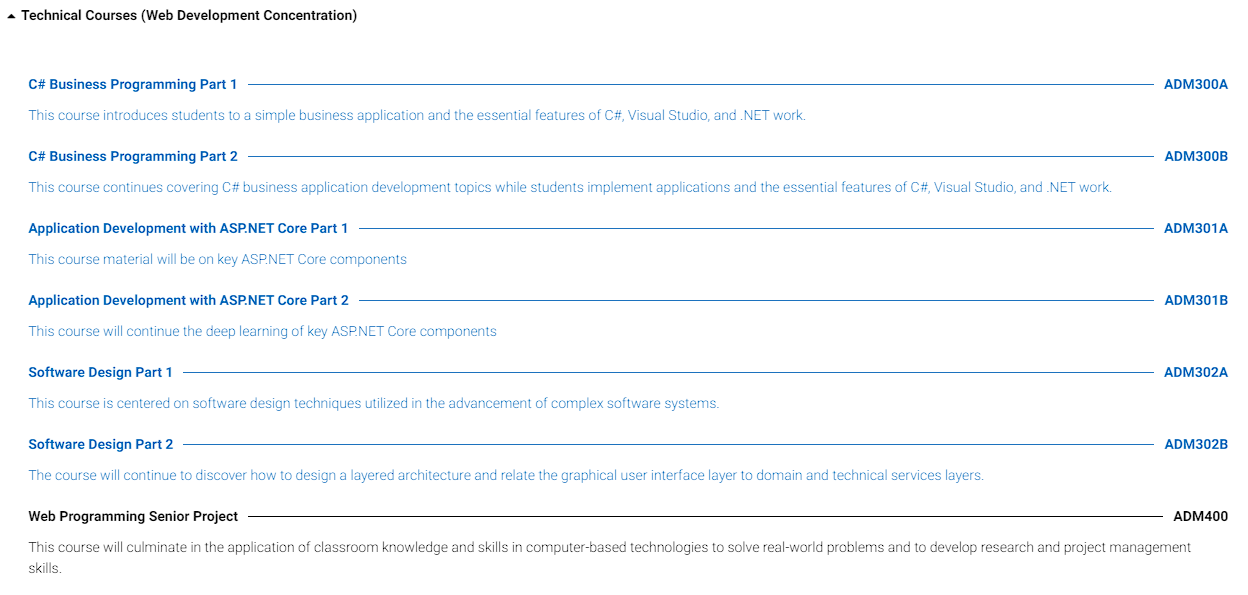 Technical Courses (Web Development Concentration)
C# Business Programming Part 1 ADM300A
This course introduces students to a simple business application and the essential features of C#, Visual Studio, and .NET work.
C# Business Programming Part 2 ADM300B
This course continues covering C# business application development topics while students implement applications and the essential features of C#, Visual Studio, and .NET work.
Application Development with ASP.NET Core Part 1 ADM301A
This course material will be on key ASP.NET Core components
Application Development with ASP.NET Core Part 2 ADM301B
This course will continue the deep learning of key ASP.NET Core components
Software Design Part 1 ADM302A
This course is centered on software design techniques utilized in the advancement of complex software systems.
Software Design Part 2 ADM302B
The course will continue to discover how to design a layered architecture and relate the graphical user interface layer to domain and technical services layers.
Web Programming Senior Project ADM400
This course will culminate in the application of classroom knowledge and skills in computer-based technologies to solve real-world problems and to develop research and project management
skills.